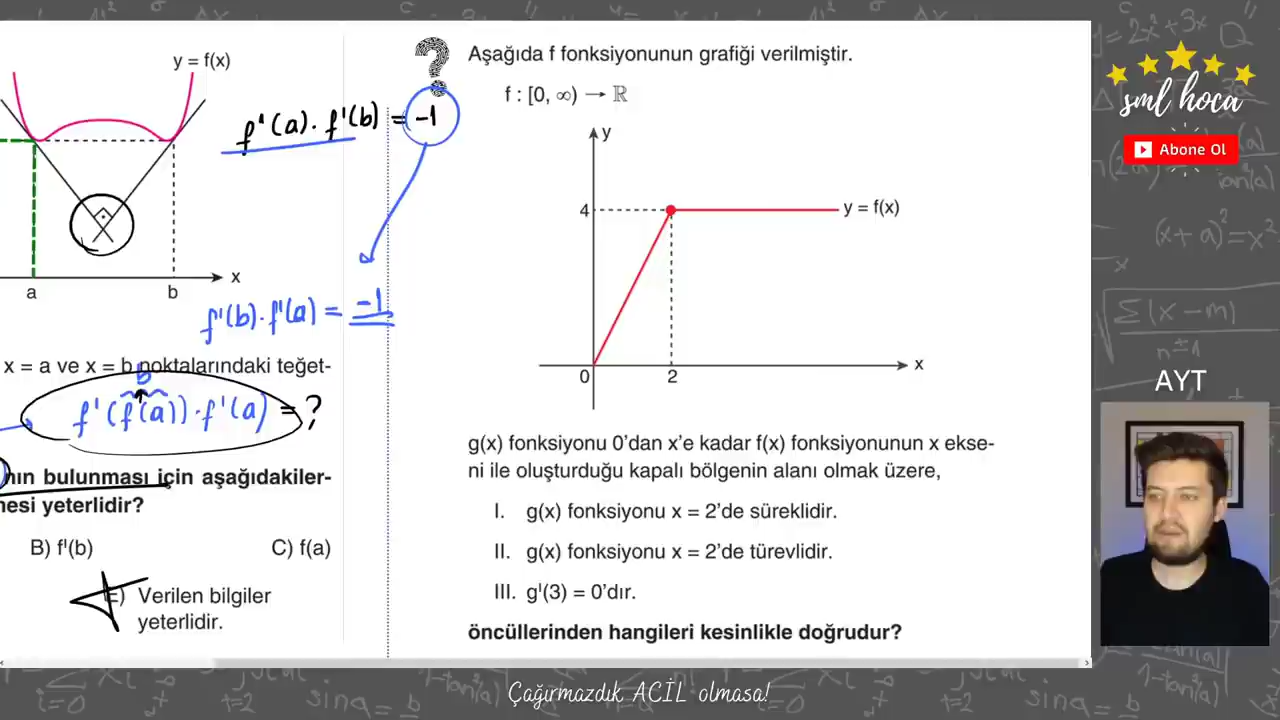 y = f(x)
f'(a) . f'(b) = -1
x
a
b
f'(b) . f'(a) = -1
x = a ve x = b noktalarındaki teğet-
b
f'(f(a)) . f'(a) = ?
nın bulunması için aşağıdakiler-
mesi yeterlidir?
B) f'(b)
C) f(a)
E) Verilen bilgiler
yeterlidir.
?
Aşağıda f fonksiyonunun grafiği verilmiştir.
f : [0, ∞) → ℝ
y
4
y = f(x)
x
0
2
g(x) fonksiyonu 0'dan x'e kadar f(x) fonksiyonunun x ekse-
ni ile oluşturduğu kapalı bölgenin alanı olmak üzere,
I. g(x) fonksiyonu x = 2'de süreklidir.
II. g(x) fonksiyonu x = 2'de türevlidir.
III. g'(3) = 0'dır.
öncüllerinden hangileri kesinlikle doğrudur?
sml hoca
Abone Ol
AYT
Çağırmazdık ACİL olmasa!